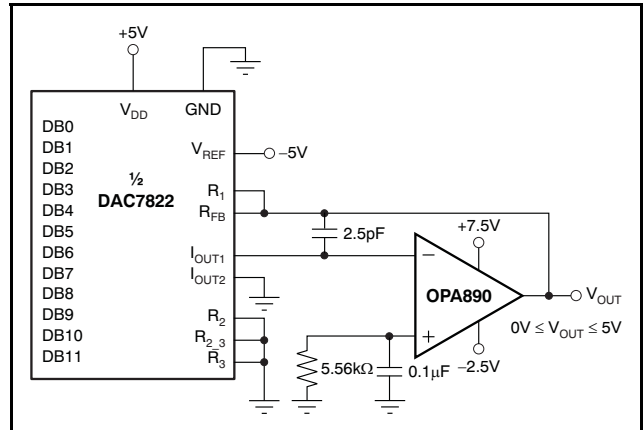 +5V
V_DD GND
DB0
DB1
DB2
DB3
DB4
DB5
DB6
DB7
DB8
DB9
DB10
DB11
½
DAC7822
V_REF
−5V
R_1
R_FB
I_OUT1
I_OUT2
R_2
R_2_3
R_3
2.5pF
+7.5V
−
OPA890
+
−2.5V
V_OUT
0V ≤ V_OUT ≤ 5V
5.56kΩ
0.1μF